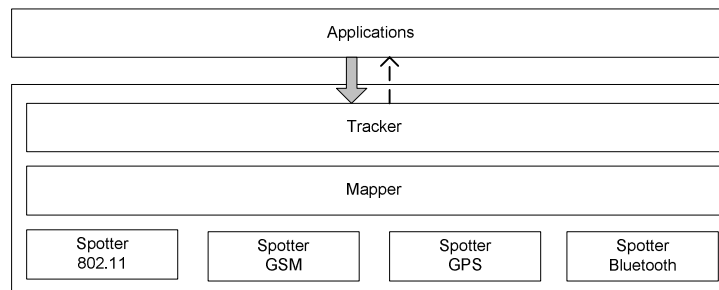 Applications
Tracker
Mapper
Spotter
802.11
Spotter
GSM
Spotter
GPS
Spotter
Bluetooth